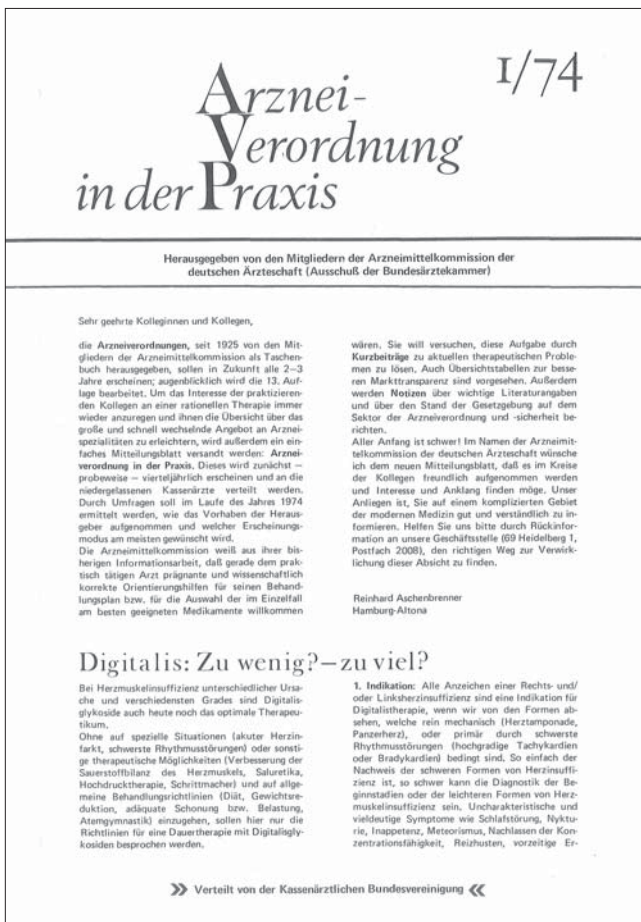 Arznei-
Verordnung
in der Praxis
1/74
Herausgegeben von den Mitgliedern der Arzneimittelkommission der
deutschen Ärzteschaft (Ausschuß der Bundesärztekammer)
Sehr geehrte Kolleginnen und Kollegen,
die Arzneiverordnungen, seit 1925 von den Mit-
gliedern der Arzneimittelkommission als Taschen-
buch herausgegeben, sollen in Zukunft alle 2–3
Jahre erscheinen; augenblicklich wird die 13. Auf-
lage bearbeitet. Um das Interesse der praktizieren-
den Kollegen an einer rationellen Therapie immer
wieder anzuregen und ihnen die Übersicht über das
große und schnell wechselnde Angebot an Arznei-
spezialitäten zu erleichtern, wird außerdem ein ein-
faches Mitteilungsblatt versandt werden: Arznei-
verordnung in der Praxis. Dieses wird zunächst –
probeweise – vierteljährlich erscheinen und an die
niedergelassenen Kassenärzte verteilt werden.
Durch Umfragen soll im Laufe des Jahres 1974
ermittelt werden, wie das Vorhaben der Heraus-
geber aufgenommen und welcher Erscheinungs-
modus am meisten gewünscht wird.
Die Arzneimittelkommission weiß aus ihrer bis-
herigen Informationsarbeit, daß gerade dem prak-
tisch tätigen Arzt prägnante und wissenschaftlich
korrekte Orientierungshilfen für seinen Behand-
lungsplan bzw. für die Auswahl der im Einzelfall
am besten geeigneten Medikamente willkommen
wären. Sie will versuchen, diese Aufgabe durch
Kurzbeiträge zu aktuellen therapeutischen Proble-
men zu lösen. Auch Übersichtstabellen zur besse-
ren Markttransparenz sind vorgesehen. Außerdem
werden Notizen über wichtige Literaturangaben
und über den Stand der Gesetzgebung auf dem
Sektor der Arzneiverordnung und -sicherheit be-
richten.
Aller Anfang ist schwer! Im Namen der Arzneimit-
telkommission der deutschen Ärzteschaft wünsche
ich dem neuen Mitteilungsblatt, daß es im Kreise
der Kollegen freundlich aufgenommen werden
und Interesse und Anklang finden möge. Unser
Anliegen ist, Sie auf einem komplizierten Gebiet
der modernen Medizin gut und verständlich zu in-
formieren. Helfen Sie uns bitte durch Rückinfor-
mation an unsere Geschäftsstelle (69 Heidelberg 1,
Postfach 2008), den richtigen Weg zur Verwirk-
lichung dieser Absicht zu finden.
Reinhard Aschenbrenner
Hamburg-Altona
Digitalis: Zu wenig?–zu viel?
Bei Herzmuskelinsuffizienz unterschiedlicher Ursa-
che und verschiedensten Grades sind Digitalis-
glykoside auch heute noch das optimale Therapeu-
tikum.
Ohne auf spezielle Situationen (akuter Herzin-
farkt, schwerste Rhythmusstörungen) oder sonsti-
ge therapeutische Möglichkeiten (Verbesserung der
Sauerstoffbilanz des Herzmuskels, Saluretika,
Hochdrucktherapie, Schrittmacher) und auf allge-
meine Behandlungsrichtlinien (Diät, Gewichtsre-
duktion, adäquate Schonung bzw. Belastung,
Atemgymnastik) einzugehen, sollen hier nur die
Richtlinien für eine Dauertherapie mit Digitalisgly-
kosiden besprochen werden.
1. Indikation: Alle Anzeichen einer Rechts- und/
oder Linksherzinsuffizienz sind eine Indikation für
Digitalistherapie, wenn wir von den Formen ab-
sehen, welche rein mechanisch (Herztamponade,
Panzerherz), oder primär durch schwerste
Rhythmusstörungen (hochgradige Tachykardien
oder Bradykardien) bedingt sind. So einfach der
Nachweis der schweren Formen von Herzinsuffi-
zienz ist, so schwer kann die Diagnostik der Be-
ginnstadien oder der leichteren Formen von Herz-
muskelinsuffizienz sein. Uncharakteristische und
vieldeutige Symptome wie Schlafstörung, Nyktu-
rie, Inappetenz, Meteorismus, Nachlassen der Kon-
zentrationsfähigkeit, Reizhusten, vorzeitige Er-
>> Verteilt von der Kassenärztlichen Bundesvereinigung <<